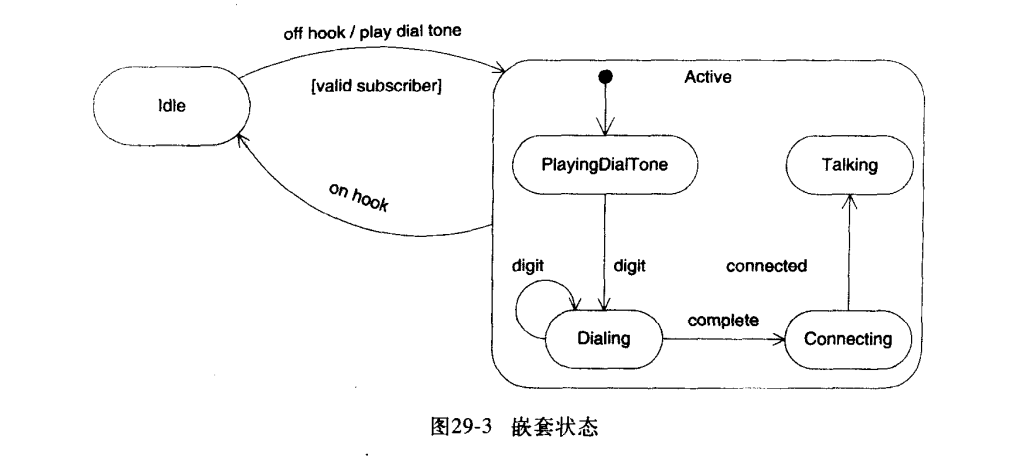 off hook / play dial tone
[valid subscriber]
Idle
Active
PlayingDialTone
Talking
on hook
digit
digit
connected
Dialing
complete
Connecting
图29-3 嵌套状态